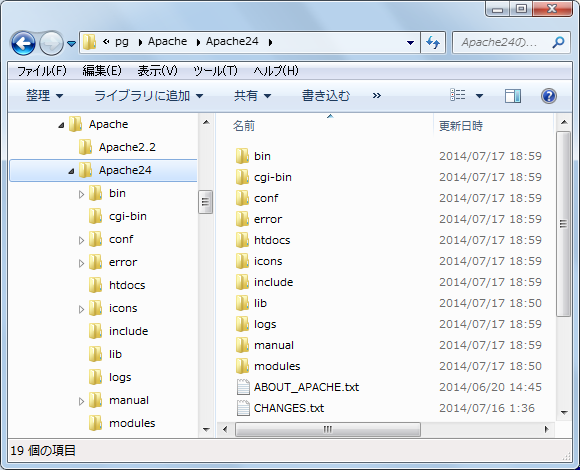 « pg Apache Apache24
Apache24の...
ファイル(F) 編集(E) 表示(V) ツール(T) ヘルプ(H)
整理 ライブラリに追加 共有 書き込む »
Apache
Apache2.2
Apache24
bin
cgi-bin
conf
error
htdocs
icons
include
lib
logs
manual
modules
名前 更新日時
bin 2014/07/17 18:59
cgi-bin 2014/07/17 18:59
conf 2014/07/17 18:59
error 2014/07/17 18:59
htdocs 2014/07/17 18:59
icons 2014/07/17 18:59
include 2014/07/17 18:59
lib 2014/07/17 18:50
logs 2014/07/17 18:59
manual 2014/07/17 18:59
modules 2014/07/17 18:50
ABOUT_APACHE.txt 2014/06/20 14:45
CHANGES.txt 2014/07/16 1:36
19 個の項目